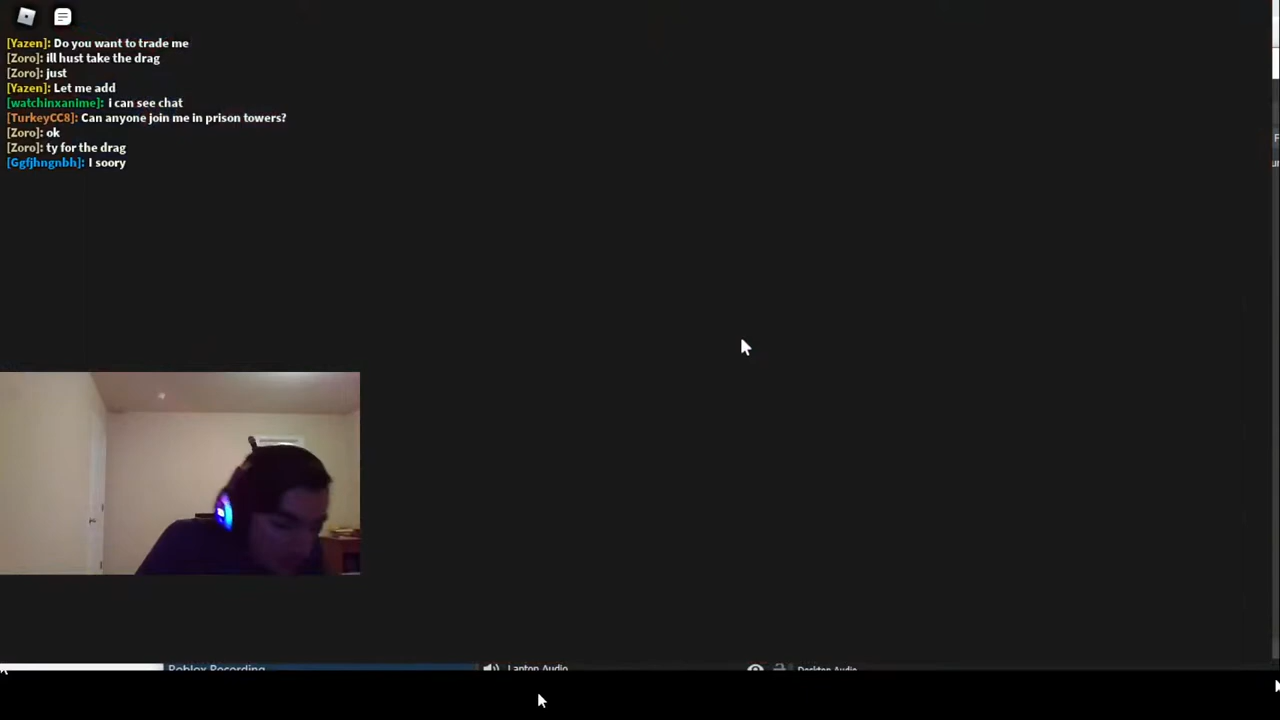 [Yazen]: Do you want to trade me
[Zoro]: ill hust take the drag
[Zoro]: just
[Yazen]: Let me add
[watchinxanime]: i can see chat
[TurkeyCC8]: Can anyone join me in prison towers?
[Zoro]: ok
[Zoro]: ty for the drag
[Ggfjhngnbh]: I soory
Roblox Recording
Laptop Audio
Desktop Audio